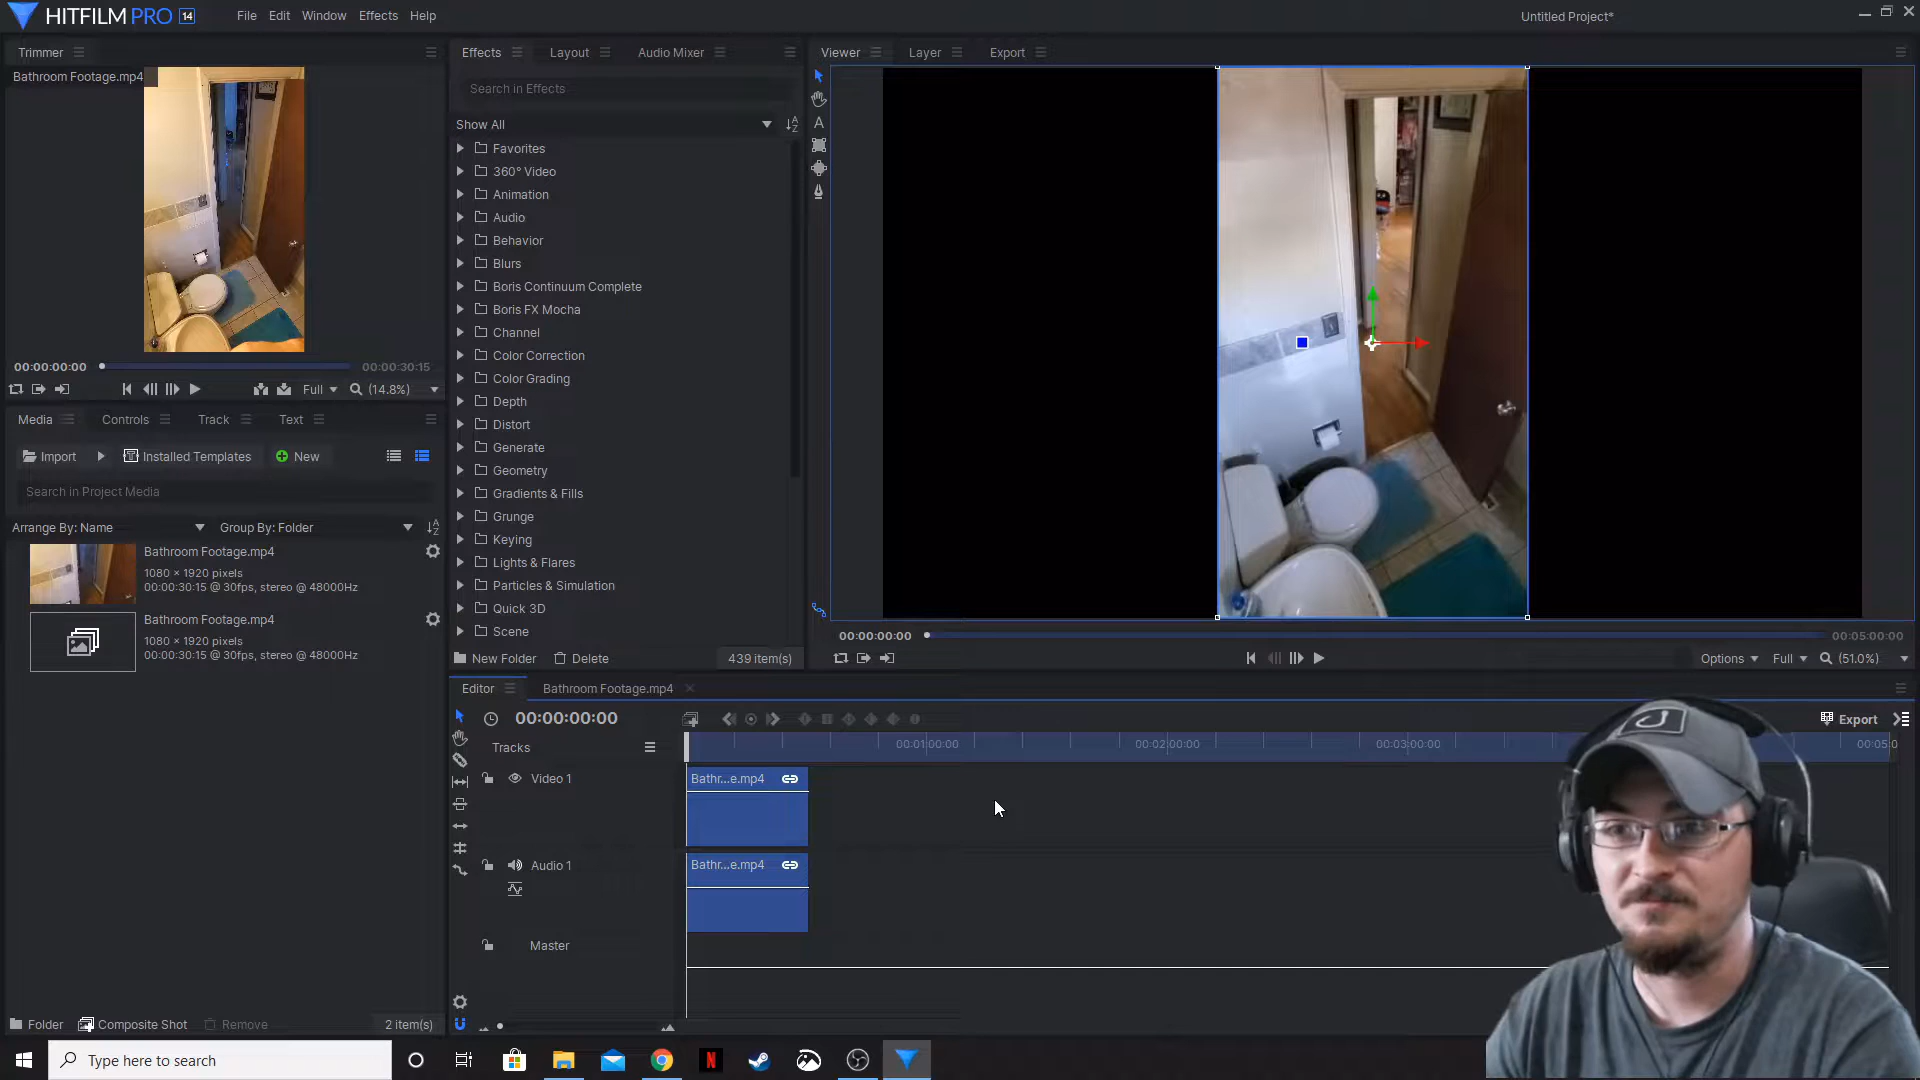 HITFILM PRO 14 File Edit Window Effects Help Untitled Project*
Trimmer
Bathroom Footage.mp4
00:00:00:00 00:00:30:15
Full (14.8%)
Media Controls Track Text
Import Installed Templates New
Search in Project Media
Arrange By: Name Group By: Folder
Bathroom Footage.mp4
1080 × 1920 pixels
00:00:30:15 @ 30fps, stereo @ 48000Hz
Bathroom Footage.mp4
1080 × 1920 pixels
00:00:30:15 @ 30fps, stereo @ 48000Hz
Folder Composite Shot Remove 2 item(s)
Effects Layout Audio Mixer
Search in Effects
Show All
Favorites
360° Video
Animation
Audio
Behavior
Blurs
Boris Continuum Complete
Boris FX Mocha
Channel
Color Correction
Color Grading
Depth
Distort
Generate
Geometry
Gradients & Fills
Grunge
Keying
Lights & Flares
Particles & Simulation
Quick 3D
Scene
New Folder Delete 439 item(s)
Viewer Layer Export
A
00:00:00:00 00:05:00:00
Options Full (51.0%)
Editor Bathroom Footage.mp4
00:00:00:00 Export
Tracks 00:01:00:00 00:02:00:00 00:03:00:00 00:05:0
Video 1 Bathr...e.mp4
Audio 1 Bathr...e.mp4
Master
Type here to search
N